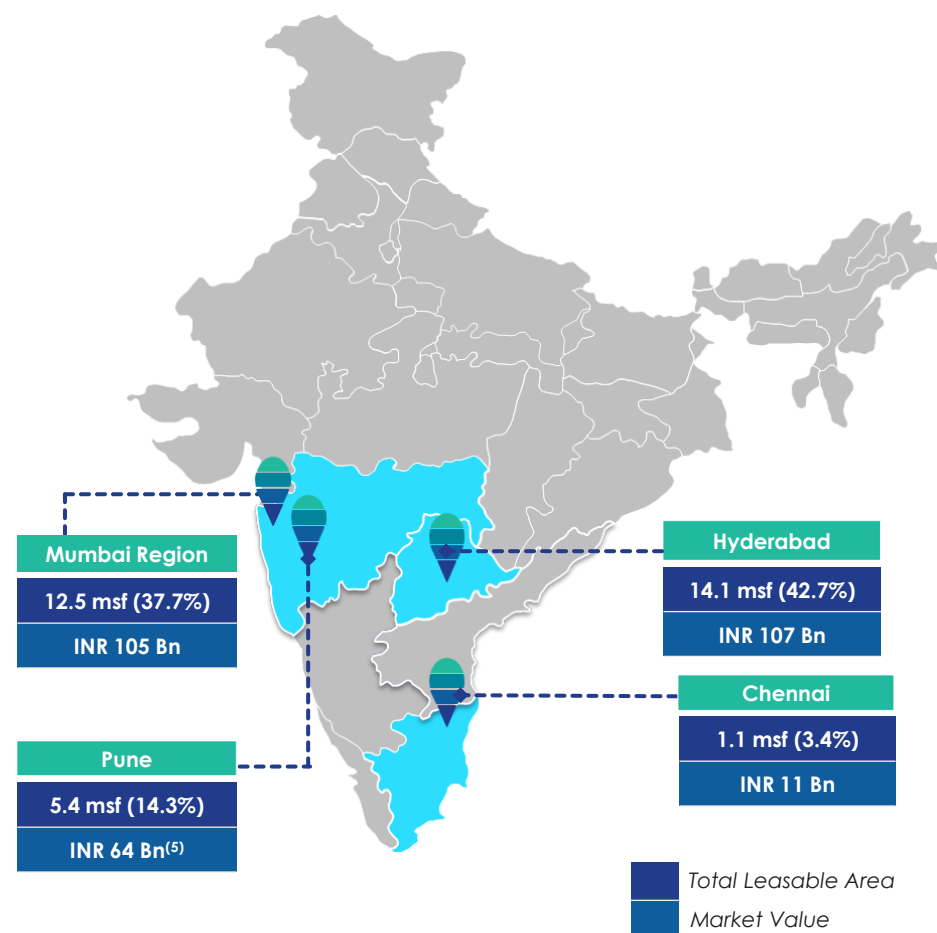 Mumbai Region
12.5 msf (37.7%)
INR 105 Bn
Hyderabad
14.1 msf (42.7%)
INR 107 Bn
Pune
5.4 msf (14.3%)
INR 64 Bn(5)
Chennai
1.1 msf (3.4%)
INR 11 Bn
Total Leasable Area
Market Value